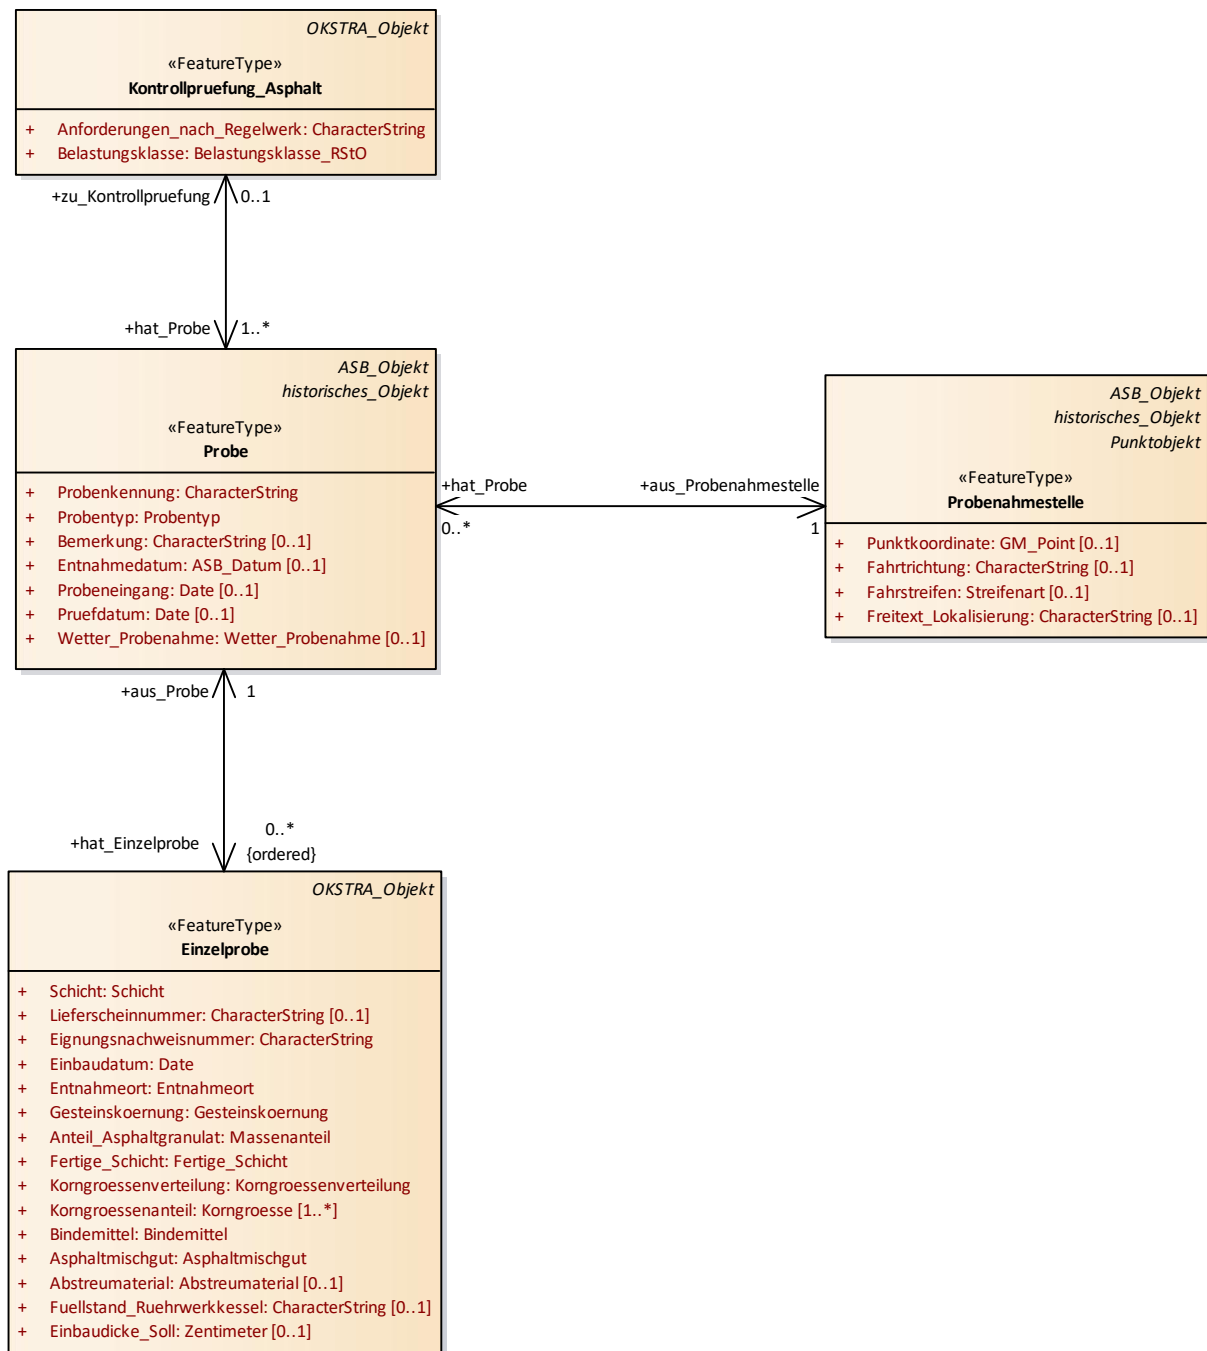 OKSTRA_Objekt
«FeatureType»
Kontrollpruefung_Asphalt
+ Anforderungen_nach_Regelwerk: CharacterString
+ Belastungsklasse: Belastungsklasse_RStO
+zu_Kontrollpruefung 0..1
+hat_Probe 1..*
ASB_Objekt
historisches_Objekt
«FeatureType»
Probe
+ Probenkennung: CharacterString
+ Probentyp: Probentyp
+ Bemerkung: CharacterString [0..1]
+ Entnahmedatum: ASB_Datum [0..1]
+ Probeneingang: Date [0..1]
+ Pruefdatum: Date [0..1]
+ Wetter_Probenahme: Wetter_Probenahme [0..1]
+hat_Probe +aus_Probenahmestelle
0..* 1
ASB_Objekt
historisches_Objekt
Punktobjekt
«FeatureType»
Probenahmestelle
+ Punktkoordinate: GM_Point [0..1]
+ Fahrtrichtung: CharacterString [0..1]
+ Fahrstreifen: Streifenart [0..1]
+ Freitext_Lokalisierung: CharacterString [0..1]
+aus_Probe 1
0..*
+hat_Einzelprobe {ordered}
OKSTRA_Objekt
«FeatureType»
Einzelprobe
+ Schicht: Schicht
+ Lieferscheinnummer: CharacterString [0..1]
+ Eignungsnachweisnummer: CharacterString
+ Einbaudatum: Date
+ Entnahmeort: Entnahmeort
+ Gesteinskoernung: Gesteinskoernung
+ Anteil_Asphaltgranulat: Massenanteil
+ Fertige_Schicht: Fertige_Schicht
+ Korngroessenverteilung: Korngroessenverteilung
+ Korngroessenanteil: Korngroesse [1..*]
+ Bindemittel: Bindemittel
+ Asphaltmischgut: Asphaltmischgut
+ Abstreumaterial: Abstreumaterial [0..1]
+ Fuellstand_Ruehrwerkkessel: CharacterString [0..1]
+ Einbaudicke_Soll: Zentimeter [0..1]